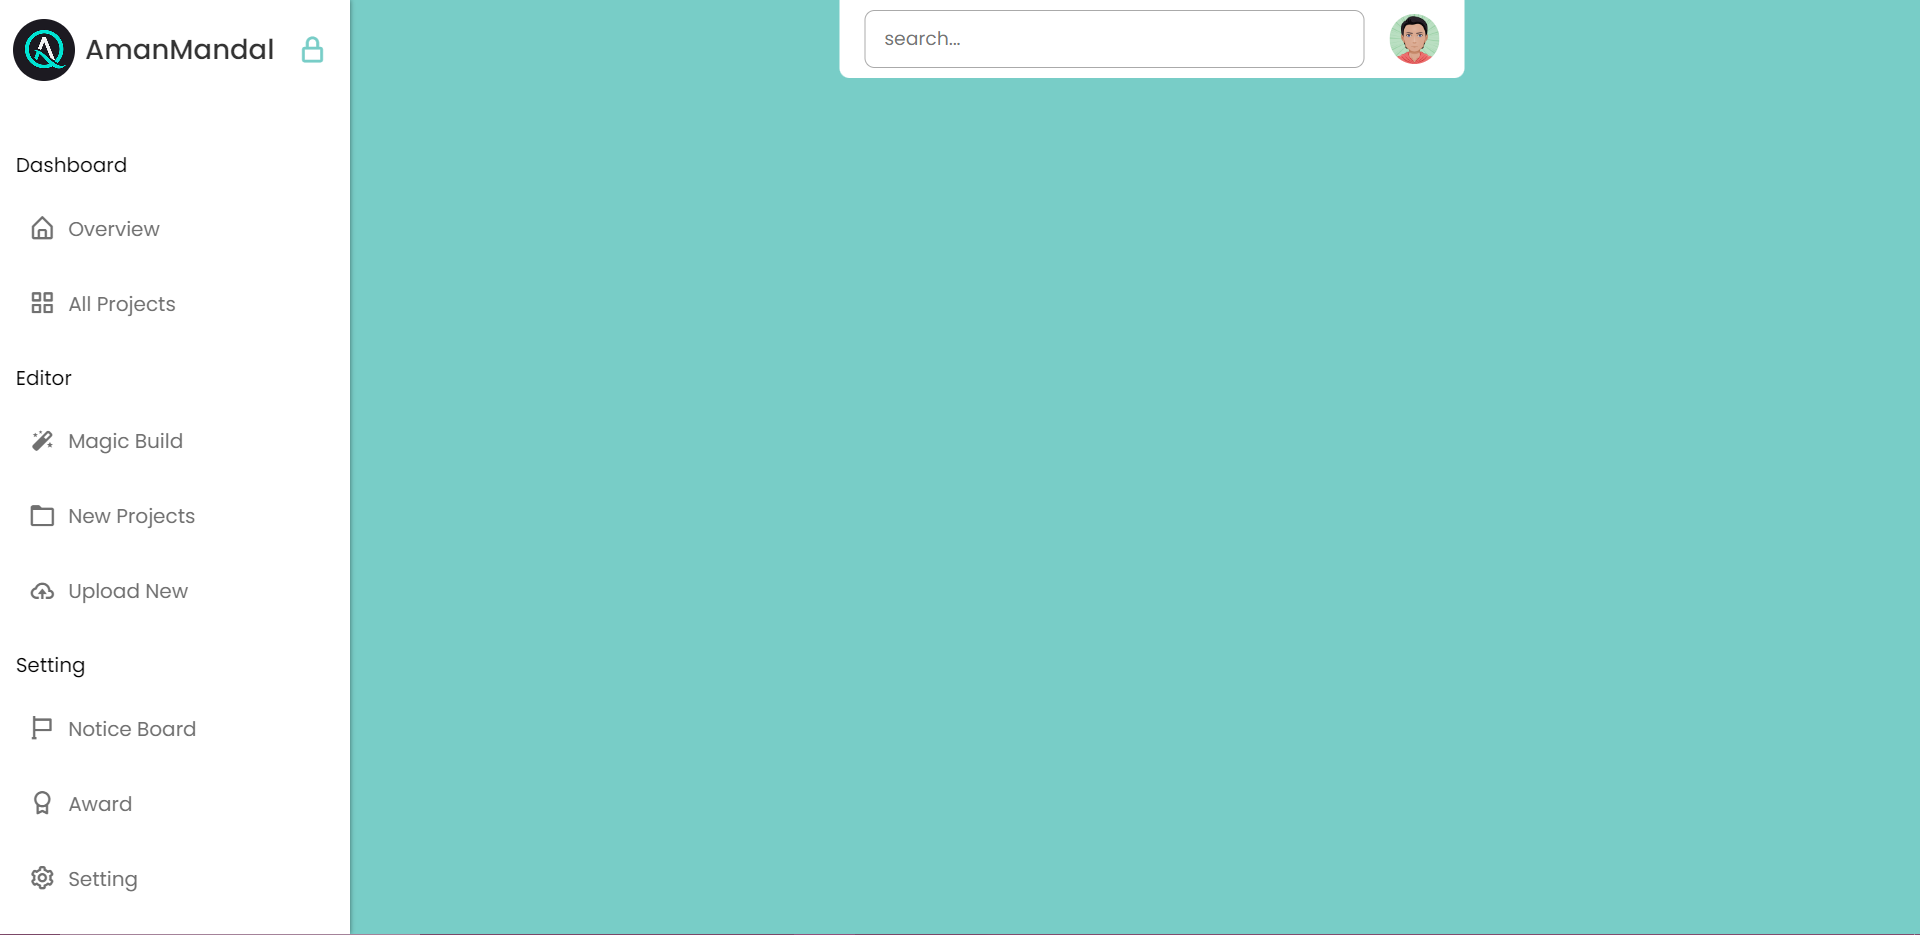 AmanMandal
search...
Dashboard
Overview
All Projects
Editor
Magic Build
New Projects
Upload New
Setting
Notice Board
Award
Setting